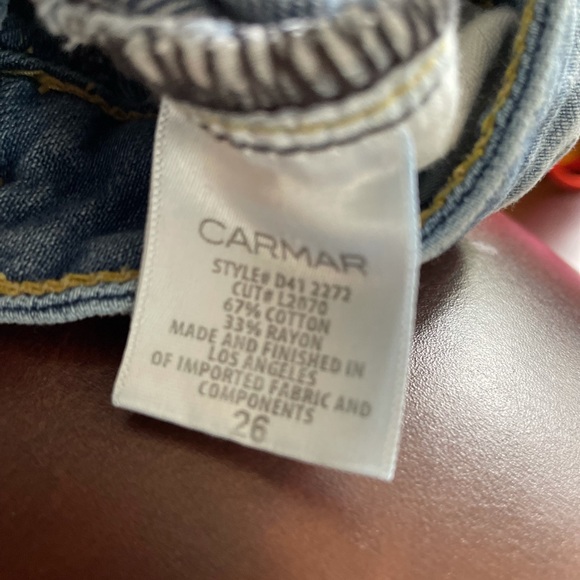 CARMAR
STYLE# D41 2272
CUT# L2070
67% COTTON
33% RAYON
MADE AND FINISHED IN
LOS ANGELES
OF IMPORTED FABRIC AND
COMPONENTS
26